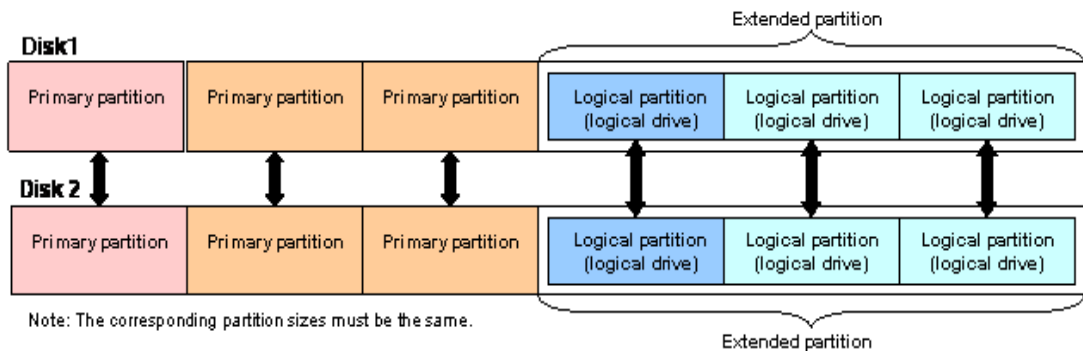 Extended partition
Disk1
Primary partition
Primary partition
Primary partition
Logical partition
(logical drive)
Logical partition
(logical drive)
Logical partition
(logical drive)
Disk 2
Primary partition
Primary partition
Primary partition
Logical partition
(logical drive)
Logical partition
(logical drive)
Logical partition
(logical drive)
Note: The corresponding partition sizes must be the same.
Extended partition